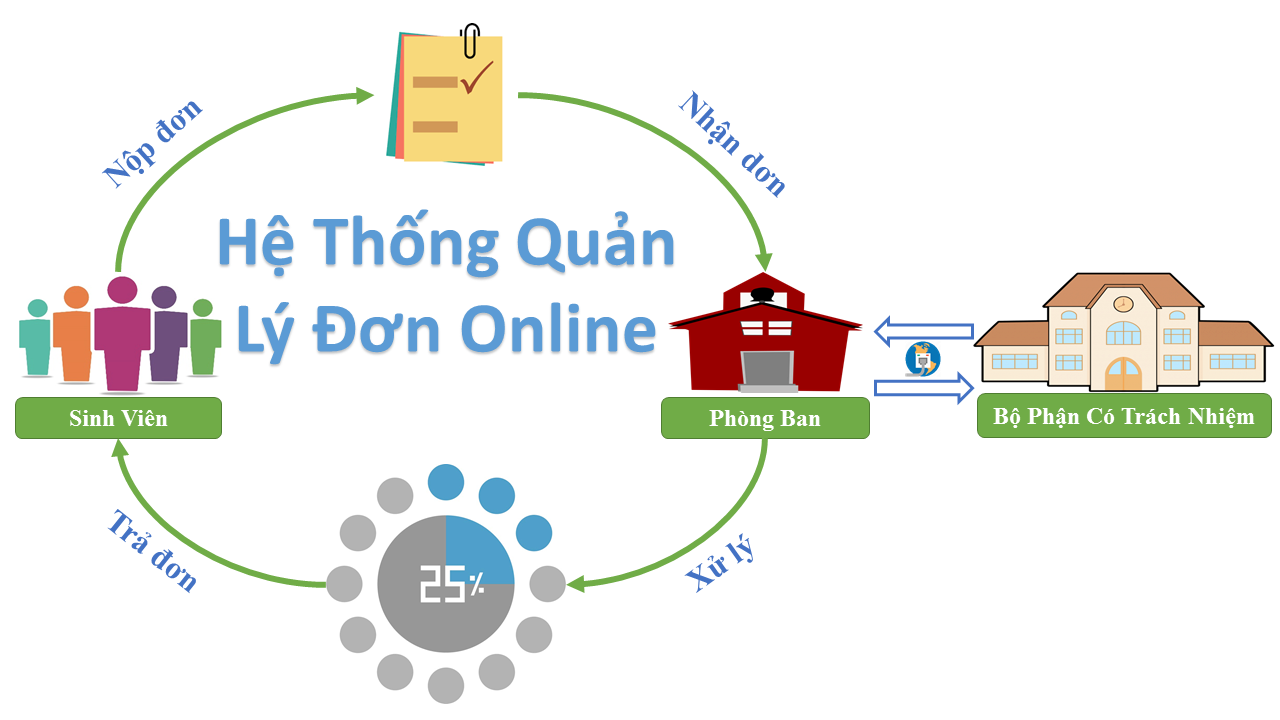 Nộp đơn
Nhận dơn
Hệ Thống Quản
Lý Đơn Online
Sinh Viên
Phòng Ban
Bộ Phận Có Trách Nhiệm
Trả đơn
25%
Xử lý